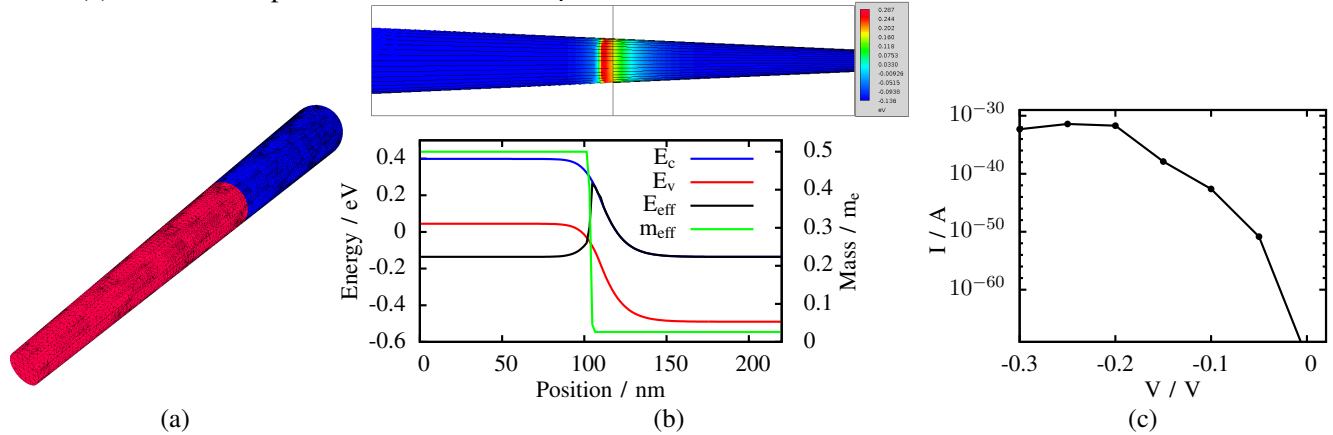 0.287
0.244
0.202
0.160
0.118
0.0753
0.0330
-0.00926
-0.0515
-0.0938
-0.136
eV
0.4
0.2
0
-0.2
-0.4
-0.6
Energy / eV
E_c
E_v
E_eff
m_eff
0.5
0.4
0.3
0.2
0.1
0
Mass / m_e
0 50 100 150 200
Position / nm
10^-30
10^-40
10^-50
10^-60
I / A
-0.3 -0.2 -0.1 0
V / V
(a) (b) (c)